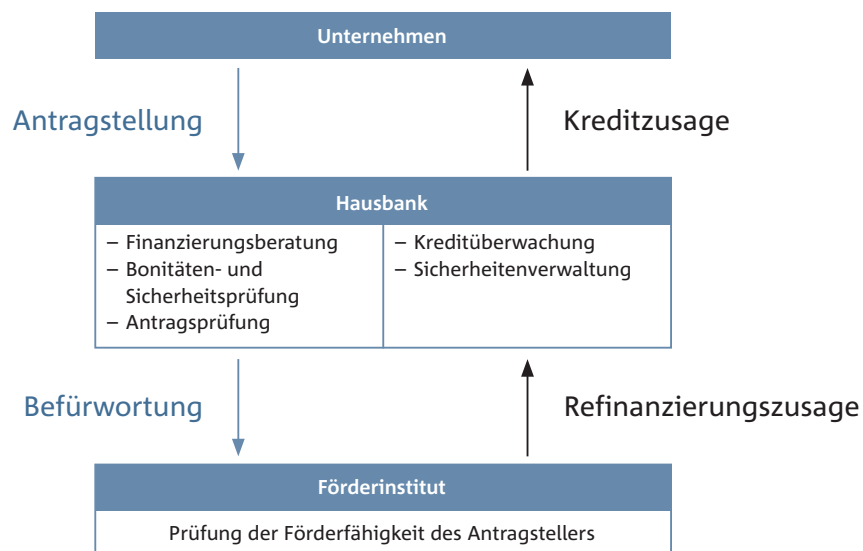 Unternehmen
Antragstellung
Kreditzusage
Hausbank
– Finanzierungsberatung
– Bonitäten- und
Sicherheitsprüfung
– Antragsprüfung
– Kreditüberwachung
– Sicherheitenverwaltung
Befürwortung
Refinanzierungszusage
Förderinstitut
Prüfung der Förderfähigkeit des Antragstellers